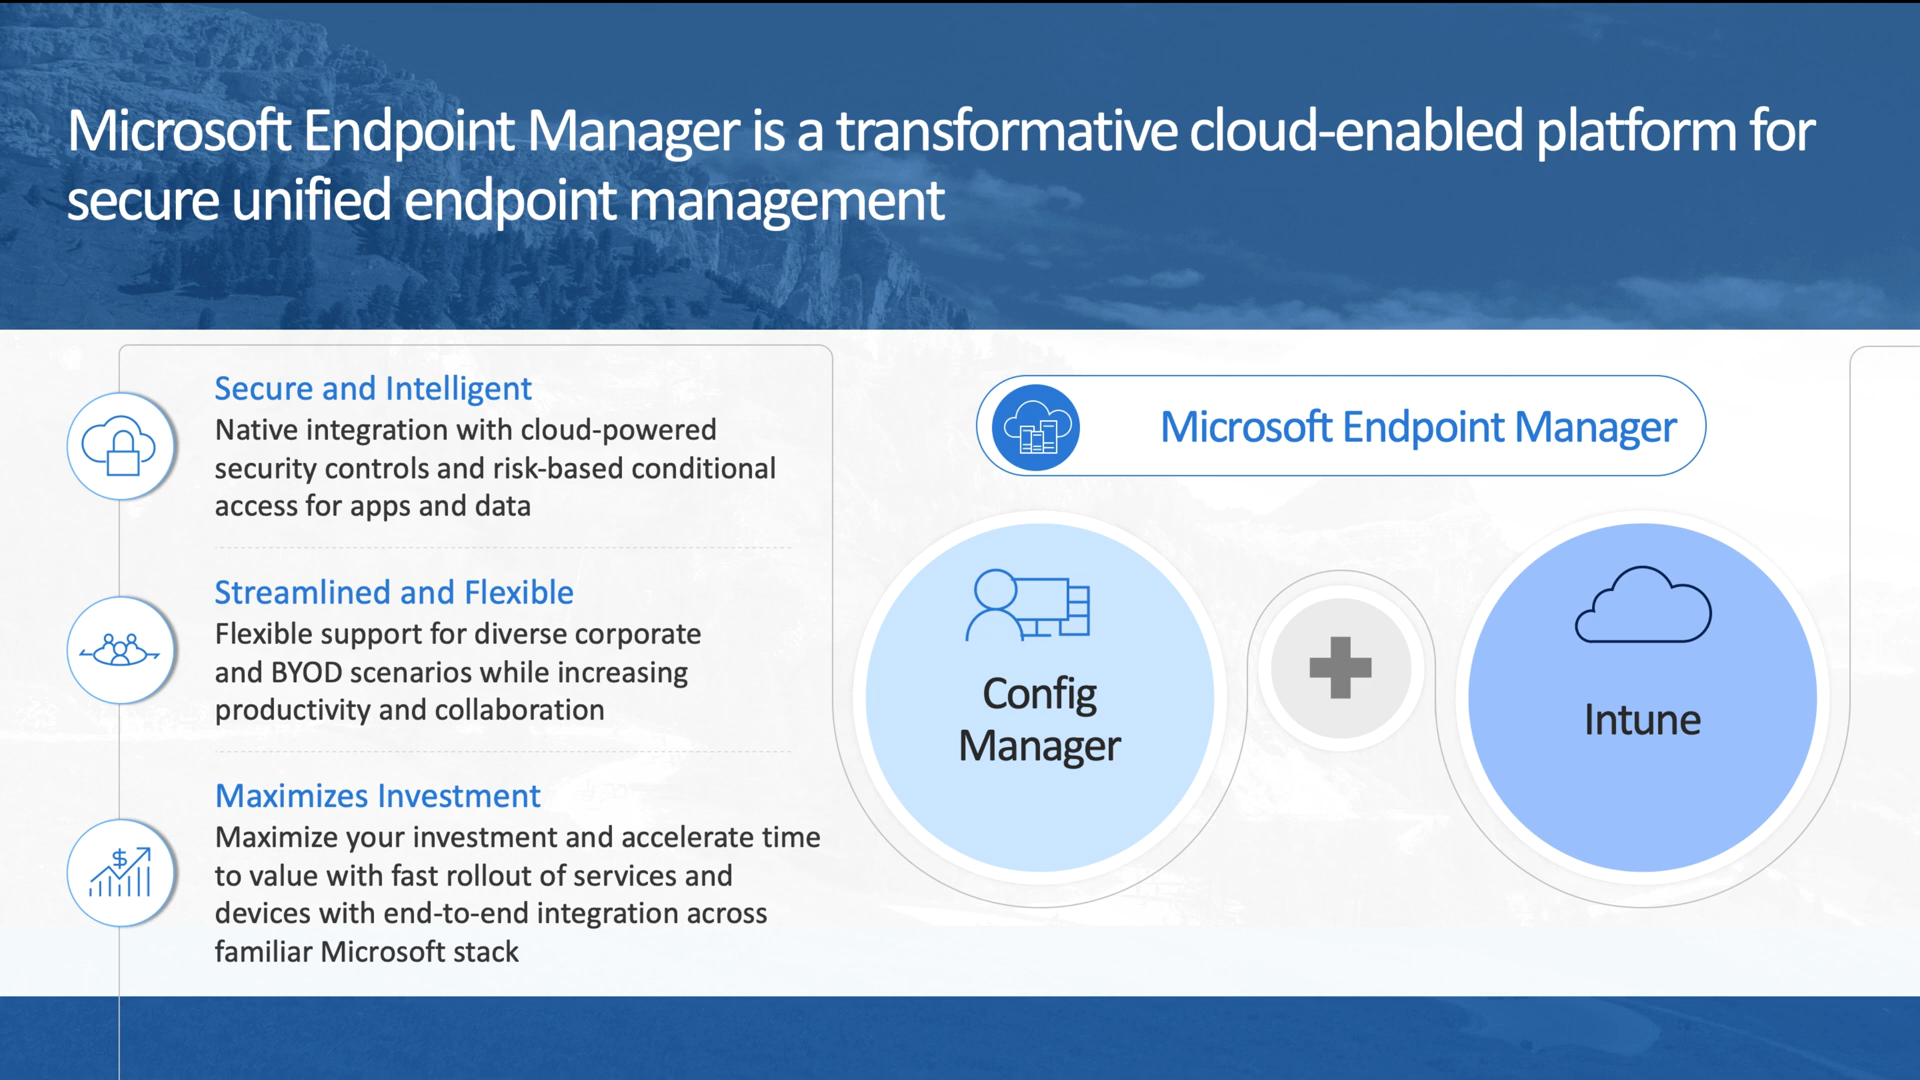 Microsoft Endpoint Manager is a transformative cloud-enabled platform for
secure unified endpoint management
Secure and Intelligent
Native integration with cloud-powered
security controls and risk-based conditional
access for apps and data
Streamlined and Flexible
Flexible support for diverse corporate
and BYOD scenarios while increasing
productivity and collaboration
Maximizes Investment
Maximize your investment and accelerate time
to value with fast rollout of services and
devices with end-to-end integration across
familiar Microsoft stack
Microsoft Endpoint Manager
Config
Manager
Intune